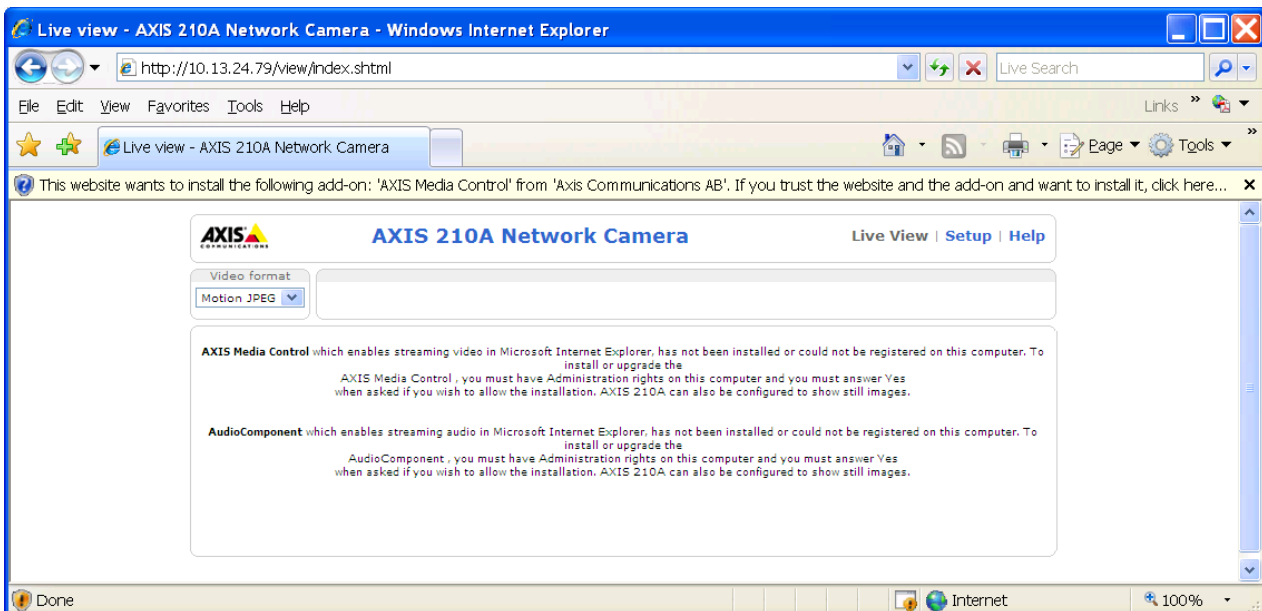 Live view - AXIS 210A Network Camera - Windows Internet Explorer
http://10.13.24.79/view/index.shtml Live Search
File Edit View Favorites Tools Help Links »
Live view - AXIS 210A Network Camera Page Tools »
This website wants to install the following add-on: 'AXIS Media Control' from 'Axis Communications AB'. If you trust the website and the add-on and want to install it, click here...
AXIS COMMUNICATIONS AXIS 210A Network Camera Live View | Setup | Help
Video format
Motion JPEG
AXIS Media Control which enables streaming video in Microsoft Internet Explorer, has not been installed or could not be registered on this computer. To
install or upgrade the
AXIS Media Control , you must have Administration rights on this computer and you must answer Yes
when asked if you wish to allow the installation. AXIS 210A can also be configured to show still images.
AudioComponent which enables streaming audio in Microsoft Internet Explorer, has not been installed or could not be registered on this computer. To
install or upgrade the
AudioComponent , you must have Administration rights on this computer and you must answer Yes
when asked if you wish to allow the installation. AXIS 210A can also be configured to show still images.
Done Internet 100%